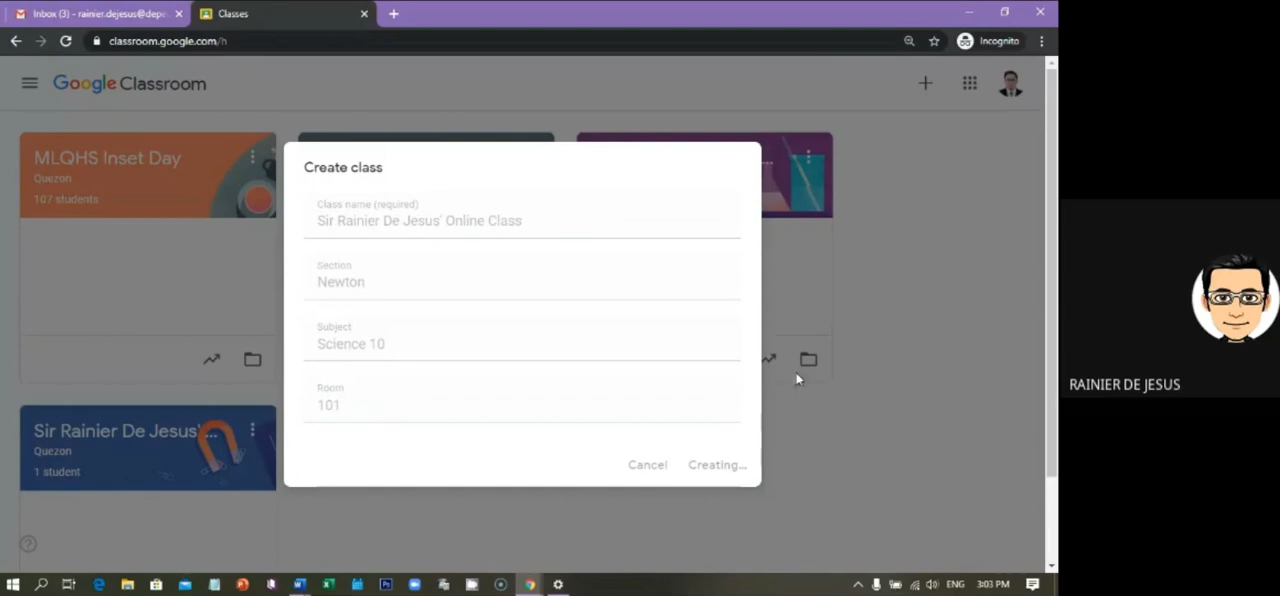 Inbox (3) - rainier.dejesus@depe
Classes
classroom.google.com/h
Incognito
Google Classroom
MLQHS Inset Day
Quezon
107 students
Create class
Class name (required)
Sir Rainier De Jesus' Online Class
Section
Newton
Subject
Science 10
Room
101
Cancel
Creating...
Sir Rainier De Jesus'...
Quezon
1 student
RAINIER DE JESUS
ENG
3:03 PM